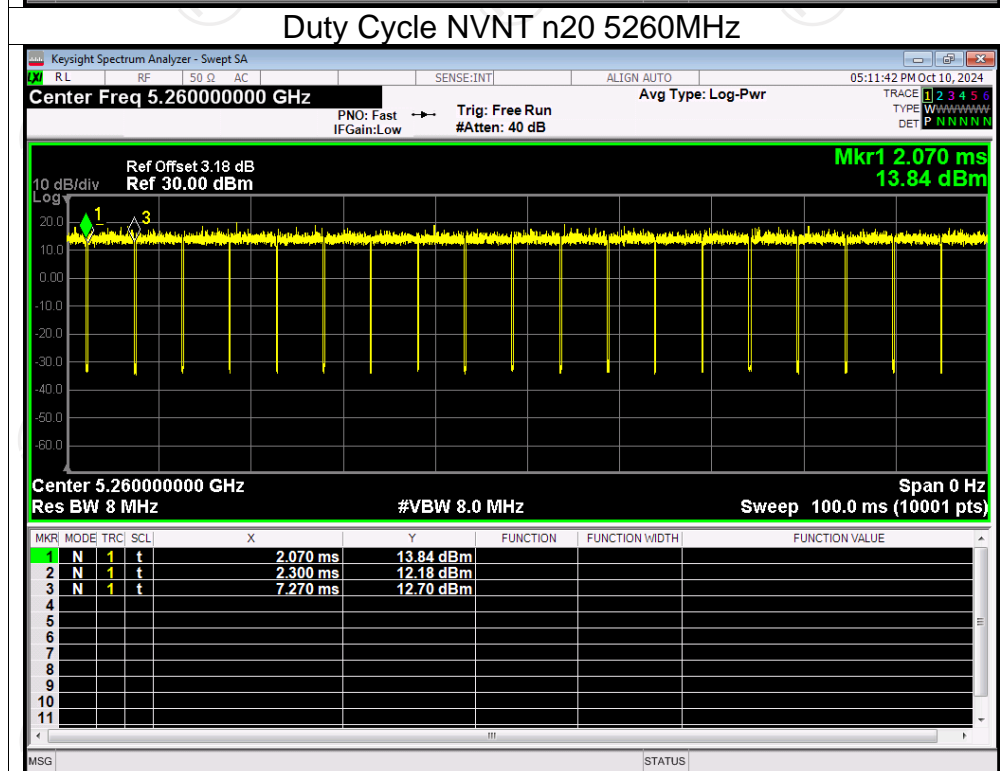 Duty Cycle NVNT n20 5260MHz
Keysight Spectrum Analyzer - Swept SA
LXI RL RF 50 Ω AC SENSE:INT ALIGN AUTO 05:11:42 PM Oct 10, 2024
Center Freq 5.260000000 GHz Avg Type: Log-Pwr TRACE 1 2 3 4 5 6
PNO: Fast Trig: Free Run TYPE WWWWWW
IFGain:Low #Atten: 40 dB DET P N N N N N
Mkr1 2.070 ms
Ref Offset 3.18 dB
10 dB/div Ref 30.00 dBm 13.84 dBm
Log
1
3
20.0
10.0
0.00
-10.0
-20.0
-30.0
-40.0
-50.0
-60.0
Center 5.260000000 GHz Span 0 Hz
Res BW 8 MHz #VBW 8.0 MHz Sweep 100.0 ms (10001 pts)
MKR MODE TRC SCL X Y FUNCTION FUNCTION WIDTH FUNCTION VALUE
1 N 1 t 2.070 ms 13.84 dBm
2 N 1 t 2.300 ms 12.18 dBm
3 N 1 t 7.270 ms 12.70 dBm
4
5
6
7
8
9
10
11
MSG STATUS